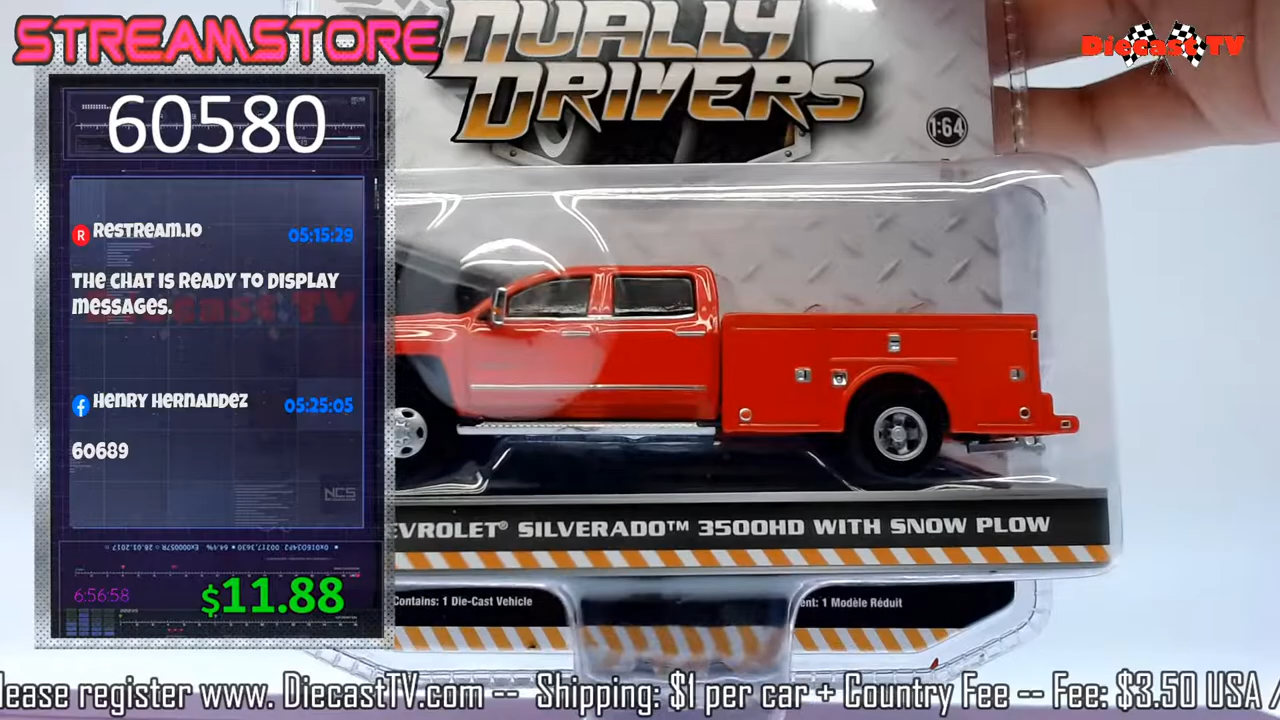 STREAMSTORE
60580
Restream.io 05:15:29
The chat is ready to display
messages.
Diecast TV
Henry Hernandez 05:25:05
60689
NCS
6:56:58
$11.88
DUALLY
DRIVERS
1:64
Diecast TV
EVROLET® SILVERADO™ 3500HD WITH SNOW PLOW
Contains: 1 Die-Cast Vehicle
ent: 1 Modèle Réduit
lease register www. DiecastTV.com -- Shipping: $1 per car + Country Fee -- Fee: $3.50 USA /